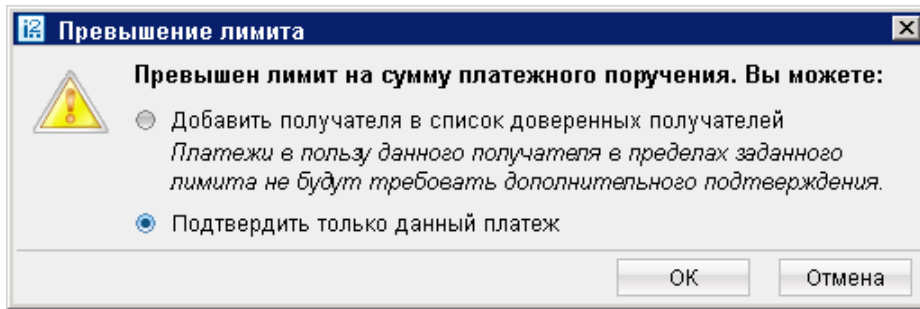 i2
Превышение лимита
Превышен лимит на сумму платежного поручения. Вы можете:
Добавить получателя в список доверенных получателей
Платежи в пользу данного получателя в пределах заданного
лимита не будут требовать дополнительного подтверждения.
Подтвердить только данный платеж
ОК
Отмена